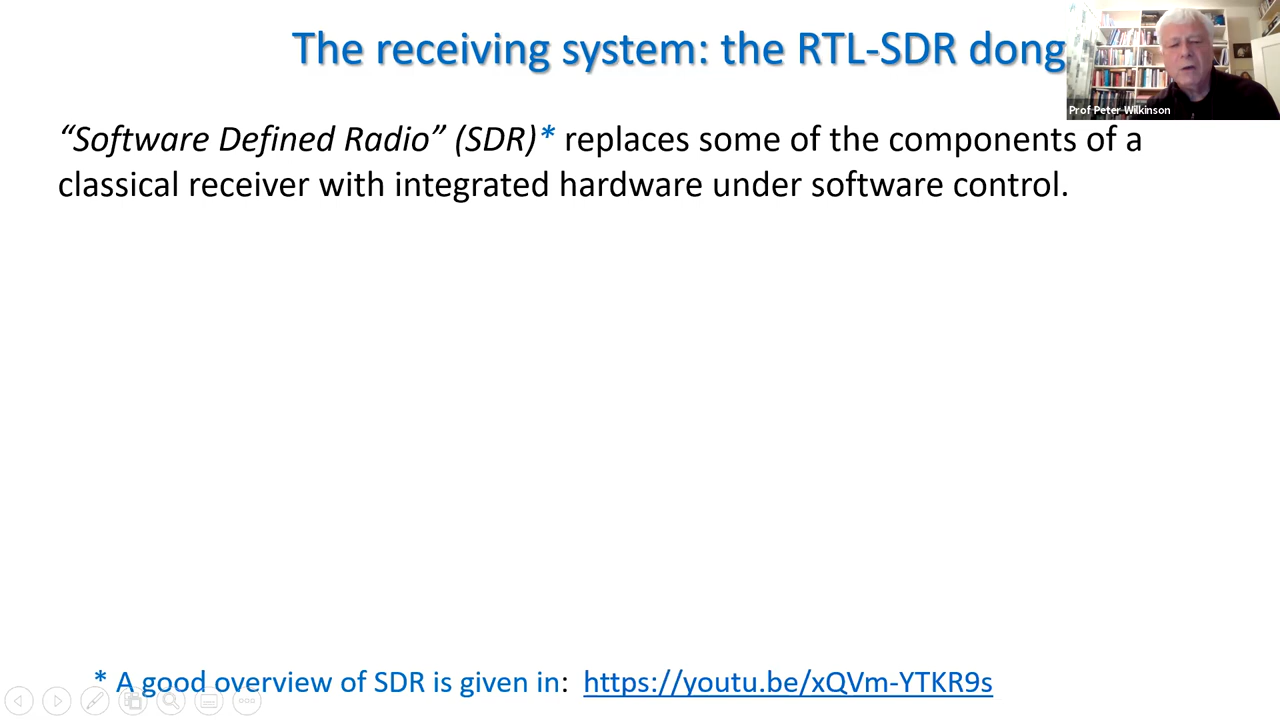 The receiving system: the RTL-SDR dong
Prof Peter Wilkinson
“Software Defined Radio” (SDR)* replaces some of the components of a
classical receiver with integrated hardware under software control.
* A good overview of SDR is given in: https://youtu.be/xQVm-YTKR9s